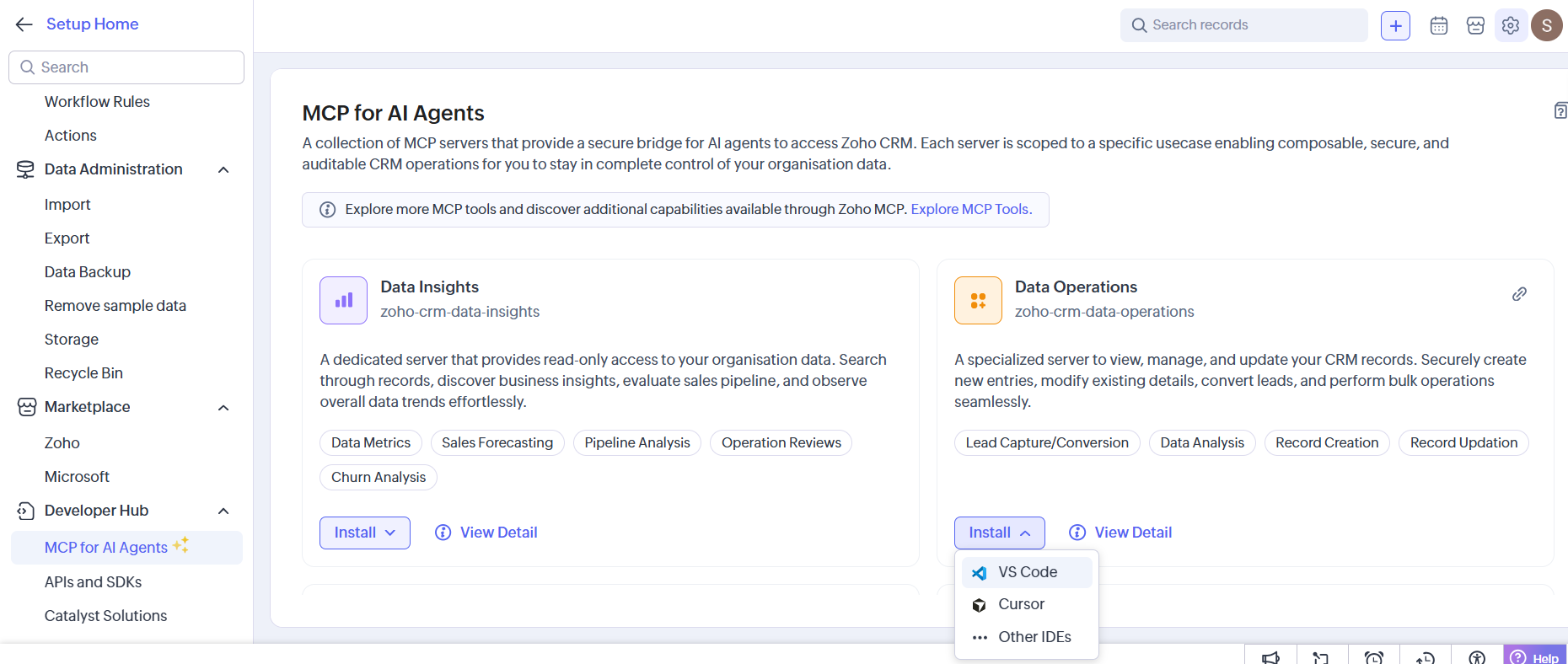 Setup Home
Search
Workflow Rules
Actions
Data Administration
Import
Export
Data Backup
Remove sample data
Storage
Recycle Bin
Marketplace
Zoho
Microsoft
Developer Hub
MCP for AI Agents
APIs and SDKs
Catalyst Solutions
Search records
S
MCP for AI Agents
A collection of MCP servers that provide a secure bridge for AI agents to access Zoho CRM. Each server is scoped to a specific usecase enabling composable, secure, and
auditable CRM operations for you to stay in complete control of your organisation data.
Explore more MCP tools and discover additional capabilities available through Zoho MCP. Explore MCP Tools.
Data Insights
zoho-crm-data-insights
A dedicated server that provides read-only access to your organisation data. Search
through records, discover business insights, evaluate sales pipeline, and observe
overall data trends effortlessly.
Data Metrics Sales Forecasting Pipeline Analysis Operation Reviews
Churn Analysis
Install View Detail
Data Operations
zoho-crm-data-operations
A specialized server to view, manage, and update your CRM records. Securely create
new entries, modify existing details, convert leads, and perform bulk operations
seamlessly.
Lead Capture/Conversion Data Analysis Record Creation Record Updation
Install View Detail
VS Code
Cursor
Other IDEs
Help